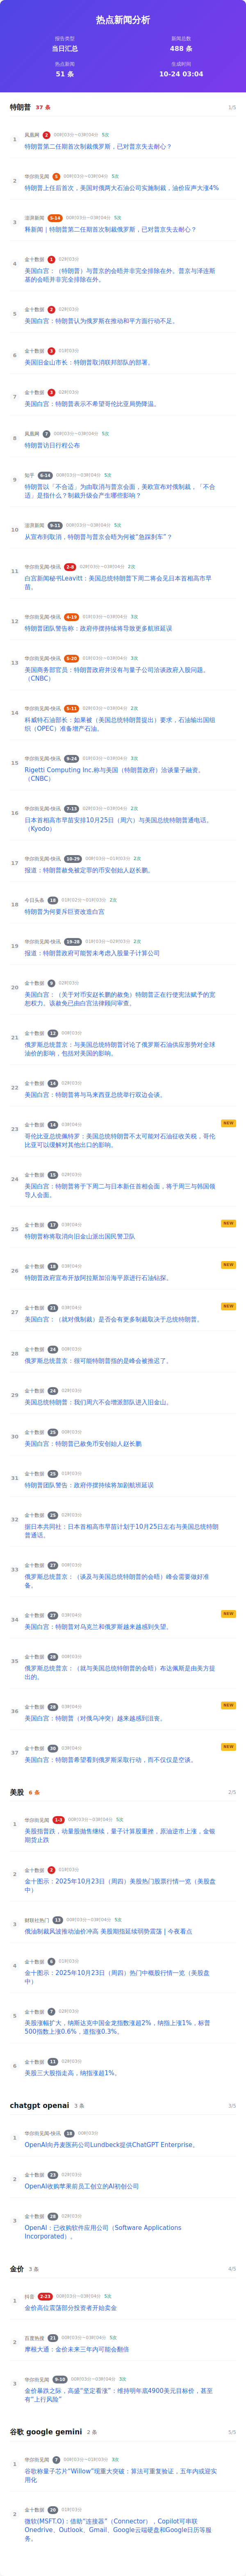 热点新闻分析
报告类型
新闻总数
当日汇总
488 条
热点新闻
生成时间
51 条
10-24 03:04
特朗普 37 条
1/5
1
凤凰网 2 00时03分~03时04分 5次
特朗普第二任期首次制裁俄罗斯，已对普京失去耐心？
2
华尔街见闻 5 00时03分~03时04分 5次
特朗普上任后首次，美国对俄两大石油公司实施制裁，油价应声大涨4%
3
澎湃新闻 5-14 00时03分~03时04分 5次
释新闻｜特朗普第二任期首次制裁俄罗斯，已对普京失去耐心？
4
金十数据 1 02时03分
美国白宫：（特朗普）与普京的会晤并非完全排除在外。普京与泽连斯
基的会晤并非完全排除在外。
5
金十数据 2 02时03分
美国白宫：特朗普认为俄罗斯在推动和平方面行动不足。
6
金十数据 3 01时03分
美国旧金山市长：特朗普取消联邦部队的部署。
7
金十数据 3 02时03分
美国白宫：特朗普表示不希望哥伦比亚局势降温。
8
凤凰网 7 00时03分~03时04分 5次
特朗普访日行程公布
9
知乎 6-14 00时03分~03时04分 5次
特朗普以「不合适」为由取消与普京会面，美欧宣布对俄制裁，「不合
适」是指什么？制裁升级会产生哪些影响？
10
澎湃新闻 9-11 00时03分~03时04分 5次
从宣布到取消，特朗普与普京会晤为何被“急踩刹车”？
11
华尔街见闻-快讯 2-8 02时03分~03时04分 2次
白宫新闻秘书Leavitt：美国总统特朗普下周二将会见日本首相高市早
苗。
12
华尔街见闻-快讯 4-19 01时03分~03时04分 3次
特朗普团队警告称：政府停摆持续将导致更多航班延误
13
华尔街见闻-快讯 5-20 01时03分~03时04分 3次
美国商务部官员：特朗普政府并没有与量子公司洽谈政府入股问题。
（CNBC）
14
华尔街见闻-快讯 5-11 02时03分~03时04分 2次
科威特石油部长：如果被（美国总统特朗普提出）要求，石油输出国组
织（OPEC）准备增产石油。
15
华尔街见闻-快讯 9-24 01时03分~03时04分 3次
Rigetti Computing Inc.称与美国（特朗普政府）洽谈量子融资。
（CNBC）
16
华尔街见闻-快讯 7-13 02时03分~03时04分 2次
日本首相高市早苗安排10月25日（周六）与美国总统特朗普通电话。
（Kyodo）
17
华尔街见闻-快讯 10-29 00时03分~01时03分 2次
报道：特朗普赦免被定罪的币安创始人赵长鹏。
18
今日头条 18 01时03分~01时03分 2次
特朗普为何要斥巨资改造白宫
19
华尔街见闻-快讯 19-28 01时03分~02时03分 2次
报道：特朗普政府可能暂未考虑入股量子计算公司
20
金十数据 9 02时03分
美国白宫：（关于对币安赵长鹏的赦免）特朗普正在行使宪法赋予的宽
恕权力。该赦免已由白宫法律顾问审查。
21
金十数据 12 00时03分
俄罗斯总统普京：与美国总统特朗普讨论了俄罗斯石油供应形势对全球
油价的影响，包括对美国的影响。
22
金十数据 14 02时03分
美国白宫：特朗普将与马来西亚总统举行双边会谈。
23
金十数据 14 03时04分
NEW
哥伦比亚总统佩特罗：美国总统特朗普不太可能对石油征收关税，哥伦
比亚可以缓解对其他出口的影响。
24
金十数据 15 02时03分
美国白宫：特朗普将于下周二与日本新任首相会面，将于周三与韩国领
导人会面。
25
金十数据 17 03时04分
NEW
特朗普称将取消向旧金山派出国民警卫队
26
金十数据 18 03时04分
NEW
特朗普政府宣布开放阿拉斯加沿海平原进行石油钻探。
27
金十数据 21 03时04分
NEW
美国白宫：（就对俄制裁）是否会有更多制裁取决于总统特朗普。
28
金十数据 24 00时03分
俄罗斯总统普京：很可能特朗普指的是峰会被推迟了。
29
金十数据 24 02时03分
美国总统特朗普：我们周六不会增派部队进入旧金山。
30
金十数据 25 00时03分
美国白宫：特朗普已赦免币安创始人赵长鹏
31
金十数据 25 01时03分
特朗普团队警告：政府停摆持续将加剧航班延误
32
金十数据 25 02时03分
据日本共同社：日本首相高市早苗计划于10月25日左右与美国总统特朗
普通话。
33
金十数据 27 00时03分
俄罗斯总统普京：（谈及与美国总统特朗普的会晤）峰会需要做好准
备。
34
金十数据 27 03时04分
NEW
美国白宫：特朗普对乌克兰和俄罗斯越来越感到失望。
35
金十数据 28 00时03分
俄罗斯总统普京：（就与美国总统特朗普的会晤）布达佩斯是由美方提
出的。
36
金十数据 28 03时04分
NEW
美国白宫：特朗普（对俄乌冲突）越来越感到沮丧。
37
金十数据 30 03时04分
NEW
美国白宫：特朗普希望看到俄罗斯采取行动，而不仅仅是空谈。
美股 6 条
2/5
1
华尔街见闻 1-3 00时03分~03时04分 5次
美股指普跌，动量股抛售继续，量子计算股重挫，原油逆市上涨，金银
期货止跌
2
金十数据 2 01时03分
金十图示：2025年10月23日（周四）美股热门股票行情一览（美股盘
中）
3
财联社热门 13 00时03分~03时04分 5次
俄油制裁风波推动油价冲高 美股期指延续弱势震荡 | 今夜看点
4
金十数据 6 01时03分
金十图示：2025年10月23日（周四）热门中概股行情一览（美股盘
中）
5
金十数据 7 02时03分
美股涨幅扩大，纳斯达克中国金龙指数涨超2%，纳指上涨1%，标普
500指数上涨0.6%，道指涨0.3%。
6
金十数据 11 02时03分
美股三大股指走高，纳指涨超1%。
chatgpt openai 3 条
3/5
1
华尔街见闻-快讯 18 00时03分
OpenAI向丹麦医药公司Lundbeck提供ChatGPT Enterprise。
2
金十数据 23 02时03分
OpenAI收购苹果前员工创立的AI初创公司
3
金十数据 28 02时03分
OpenAI：已收购软件应用公司（Software Applications
Incorporated）。
金价 3 条
4/5
1
抖音 2-23 00时03分~03时04分 5次
金价高位震荡部分投资者开始卖金
2
百度热搜 21 00时03分~03时04分 5次
摩根大通：金价未来三年内可能会翻倍
3
华尔街见闻 9-10 00时03分~03时04分 3次
金价暴跌之际，高盛“坚定看涨”：维持明年底4900美元目标价，甚至
有“上行风险”
谷歌 google gemini 2 条
5/5
1
华尔街见闻 7 00时03分~02时03分 3次
谷歌称量子芯片“Willow”现重大突破：算法可重复验证，五年内或迎实
用化
2
金十数据 20 01时03分
微软(MSFT.O)：借助“连接器”（Connector），Copilot可串联
Onedrive、Outlook、Gmail、Google云端硬盘和Google日历等服
务。